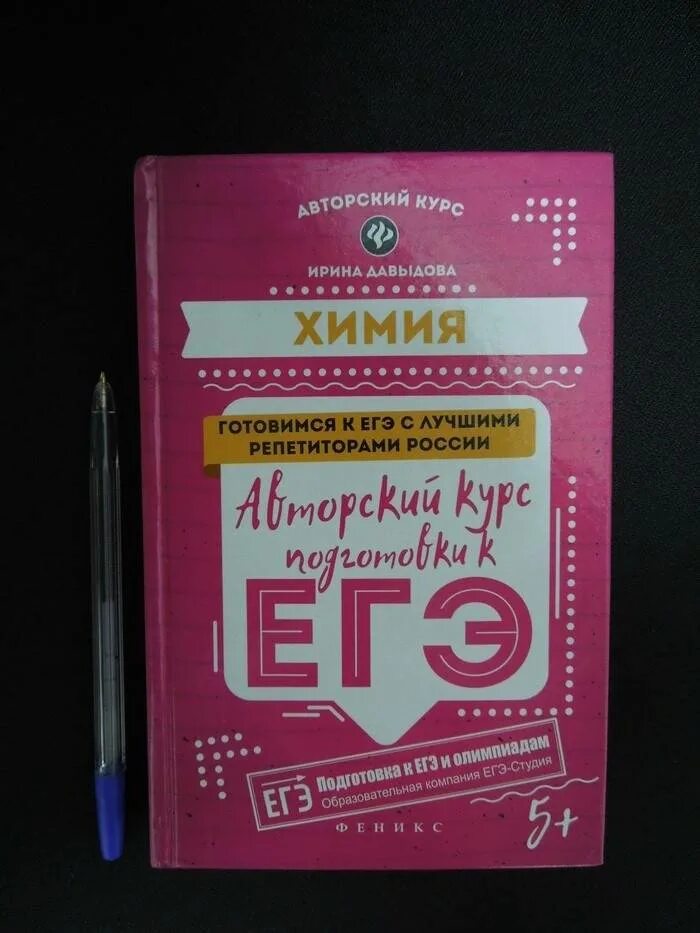 АВТОРСКИЙ КУРС
ИРИНА ДАВЫДОВА
ХИМИЯ
ГОТОВИМСЯ К ЕГЭ С ЛУЧШИМИ
РЕПЕТИТОРАМИ РОССИИ
Авторский курс
подготовки к
ЕГЭ
ЕГЭ Подготовка к ЕГЭ и олимпиадам
Образовательная компания ЕГЭ-Студия
ФЕНИКС
5+